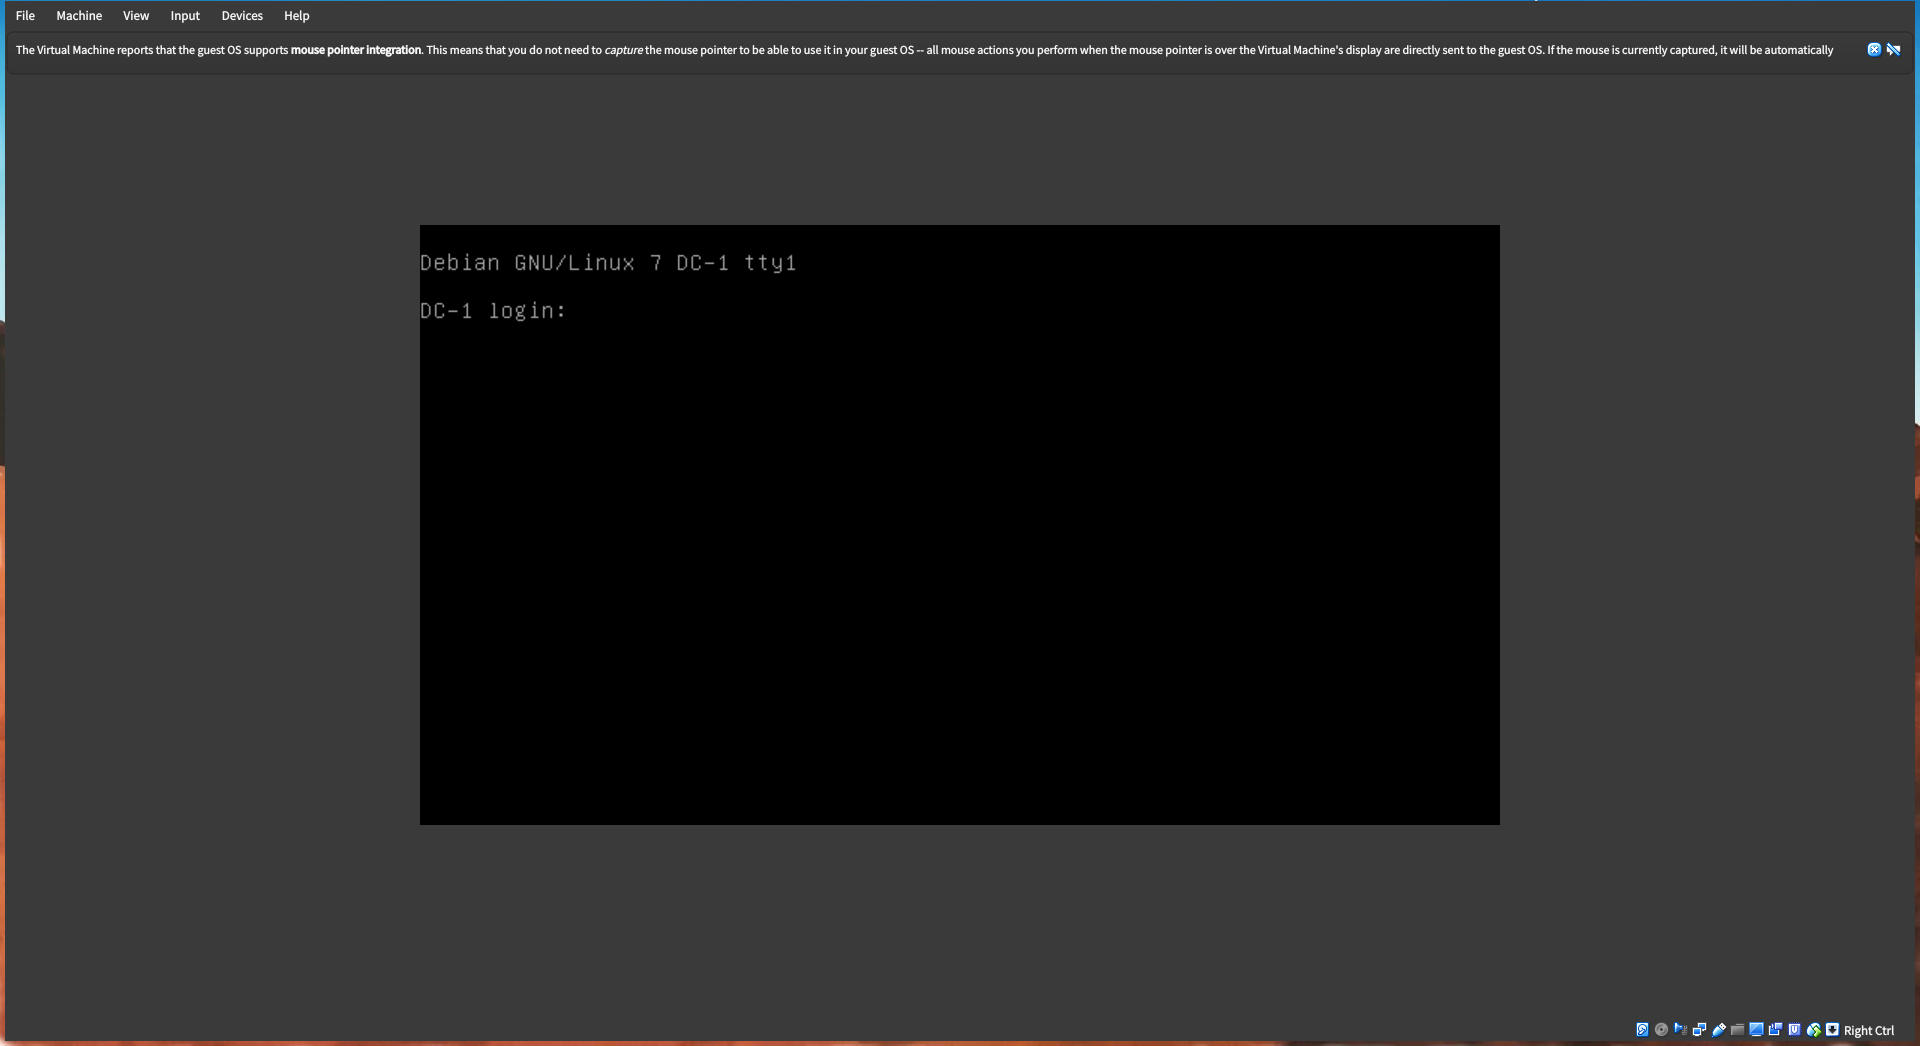 File Machine View Input Devices Help
The Virtual Machine reports that the guest OS supports mouse pointer integration. This means that you do not need to capture the mouse pointer to be able to use it in your guest OS -- all mouse actions you perform when the mouse pointer is over the Virtual Machine's display are directly sent to the guest OS. If the mouse is currently captured, it will be automatically
Debian GNU/Linux 7 DC-1 tty1
DC-1 login:
Right Ctrl